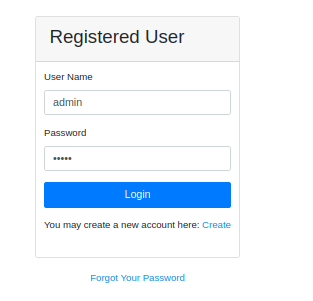 Registered User
User Name
admin
Password
•••••
Login
You may create a new account here: Create
Forgot Your Password